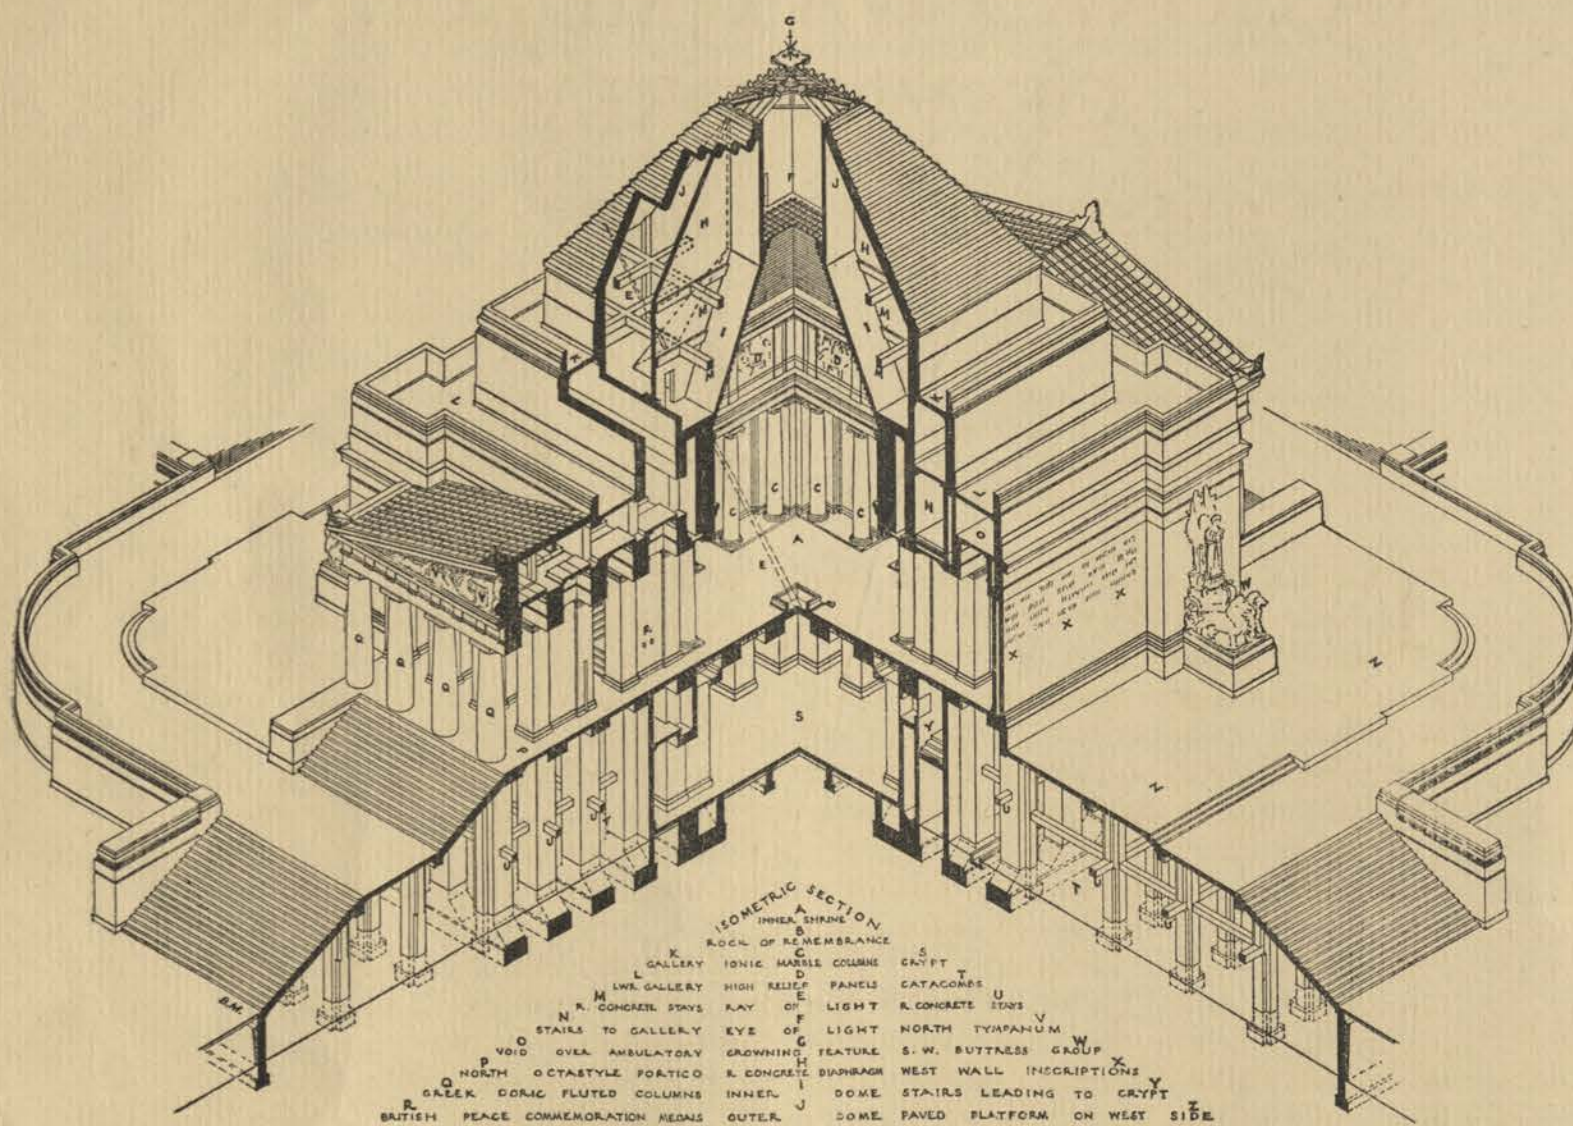 G
F
J J
H H
E
M M
I I
D D
K K
L
C C C C
L
N
A O
E
V
W
R
X X X
Q Q Q Q
Z
S
P
Y
Z
U
T
U
U
T
U
U
B.M.
ISOMETRIC SECTION
A
INNER SHRINE
B
ROCK OF REMEMBRANCE
K C S
GALLERY IONIC MARBLE COLUMNS CRYPT
L D T
LWR. GALLERY HIGH RELIEF PANELS CATACOMBS
M E U
R. CONCRETE STAYS RAY OF LIGHT R. CONCRETE STAYS
N F V
STAIRS TO GALLERY EYE OF LIGHT NORTH TYMPANUM
O G W
VOID OVER AMBULATORY CROWNING FEATURE S.W. BUTTRESS GROUP
P H X
NORTH OCTASTYLE PORTICO R. CONCRETE DIAPHRAGM WEST WALL INSCRIPTIONS
Q I Y
GREEK DORIC FLUTED COLUMNS INNER DOME STAIRS LEADING TO CRYPT
R J Z
BRITISH PEACE COMMEMORATION MEDALS OUTER DOME PAVED PLATFORM ON WEST SIDE